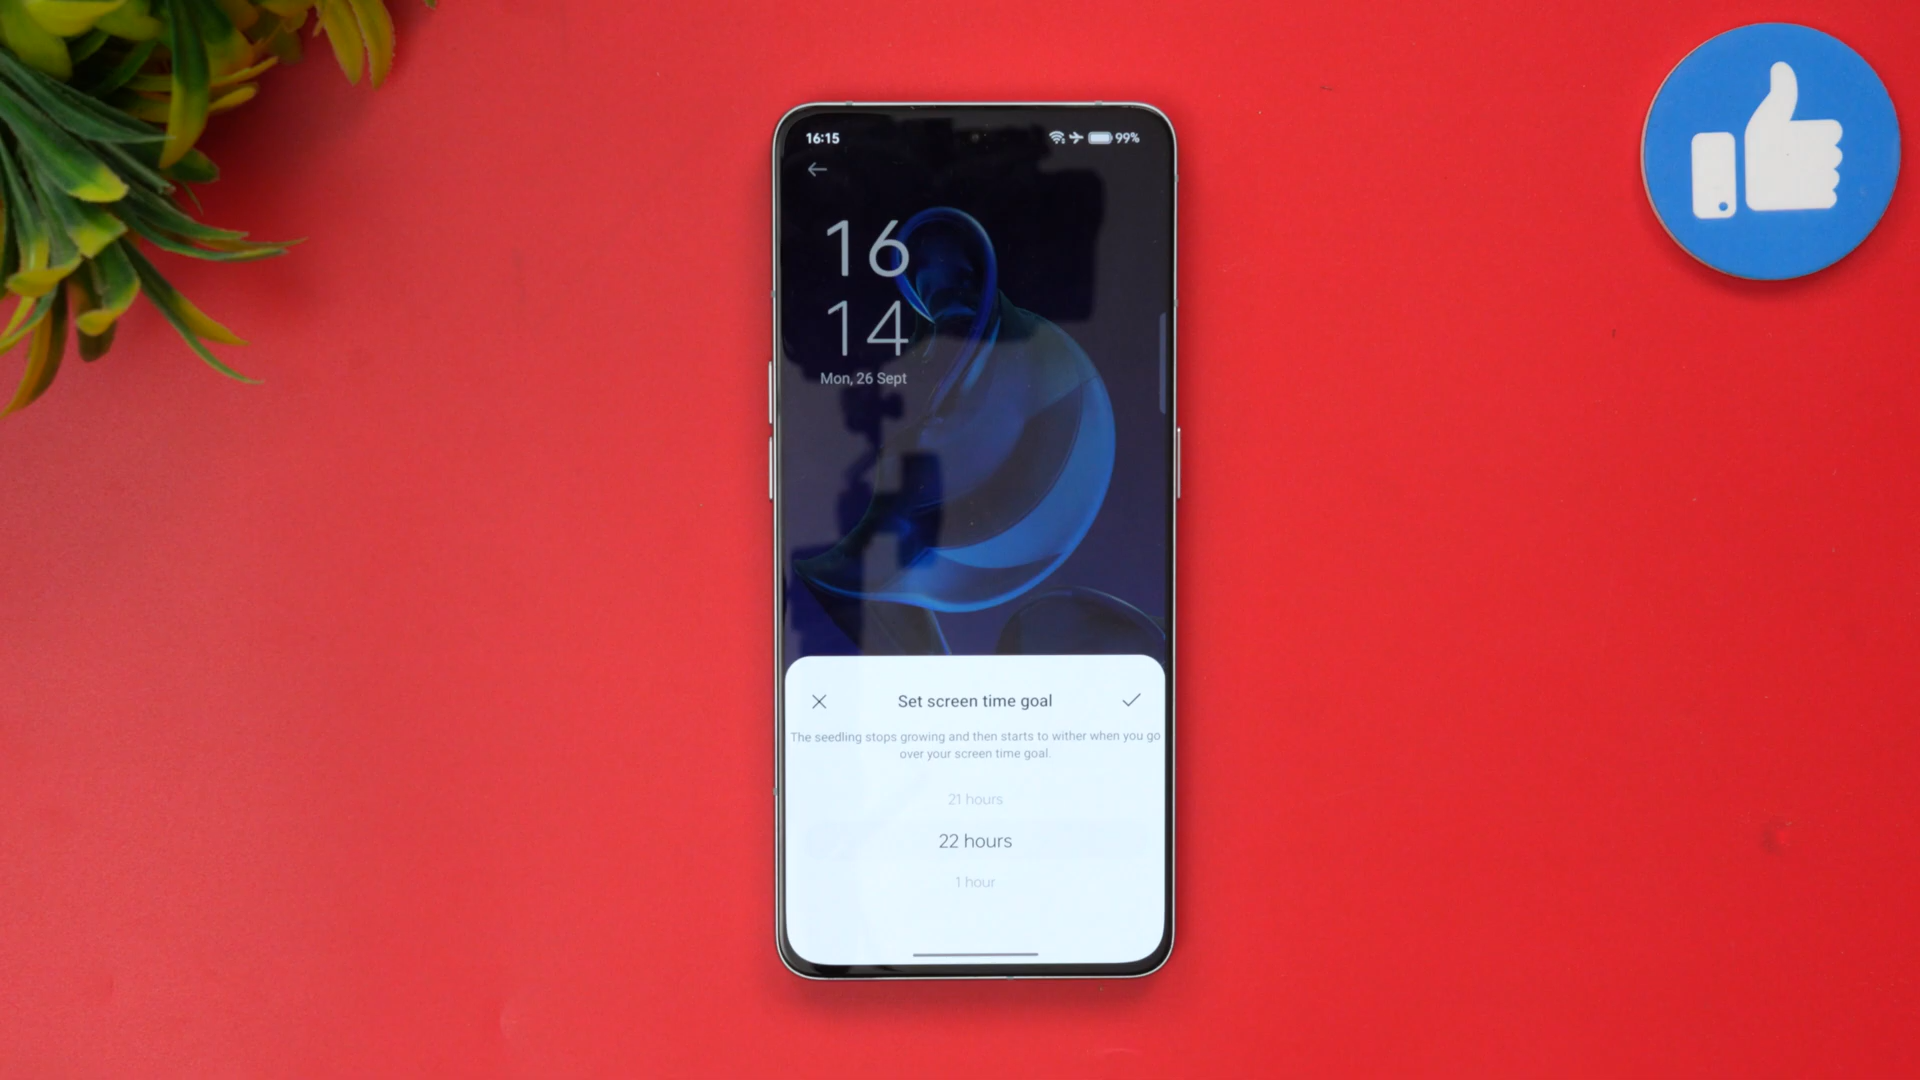 16:15
99%
16
14
Mon, 26 Sept
Set screen time goal
The seedling stops growing and then starts to wither when you go
over your screen time goal.
21 hours
22 hours
1 hour